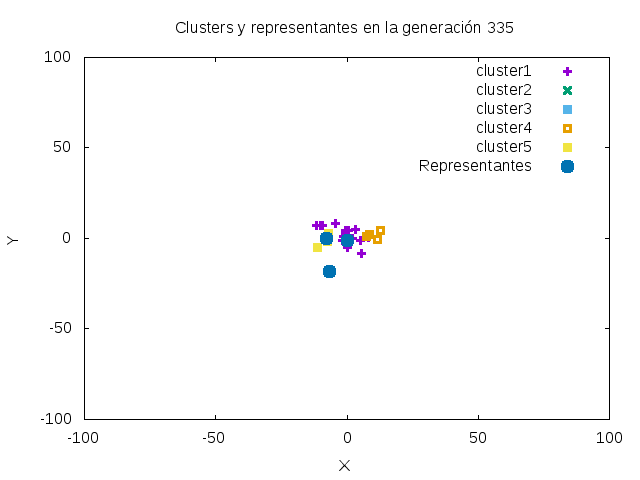 Clusters y representantes en la generación 335
100
50
0
-50
-100
-100 -50 0 50 100
Y
X
cluster1
cluster2
cluster3
cluster4
cluster5
Representantes